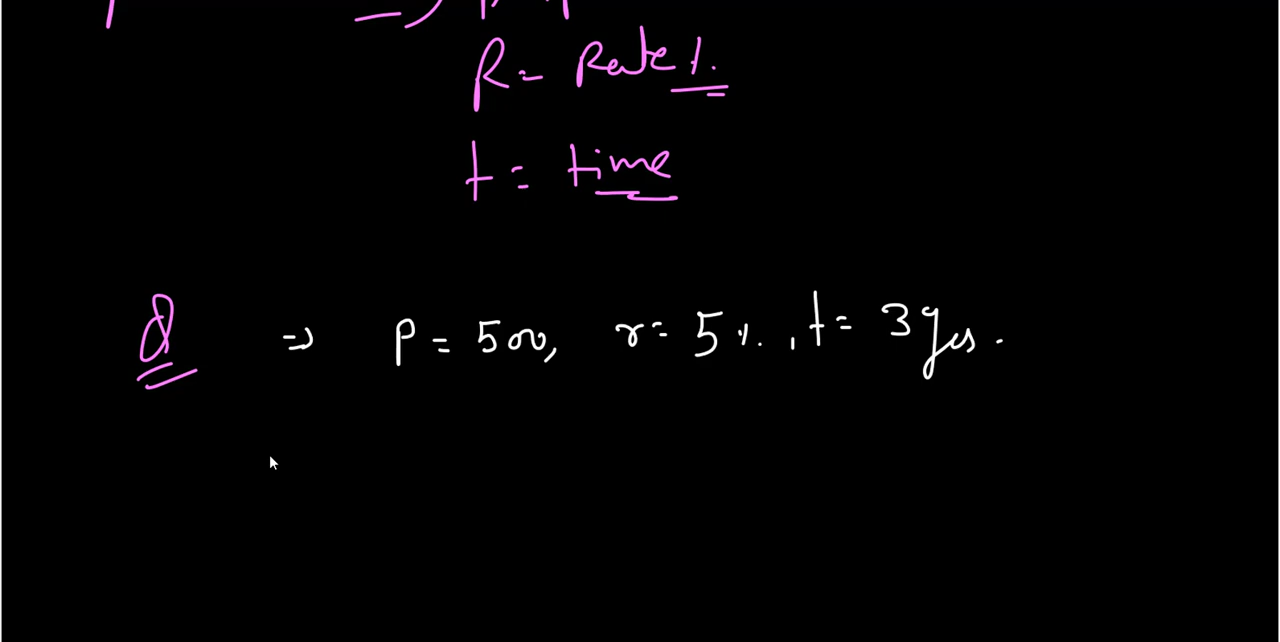 R = Rate %.
t = time
Q ⇒ P = 500, r = 5 %. , t = 3 yrs.